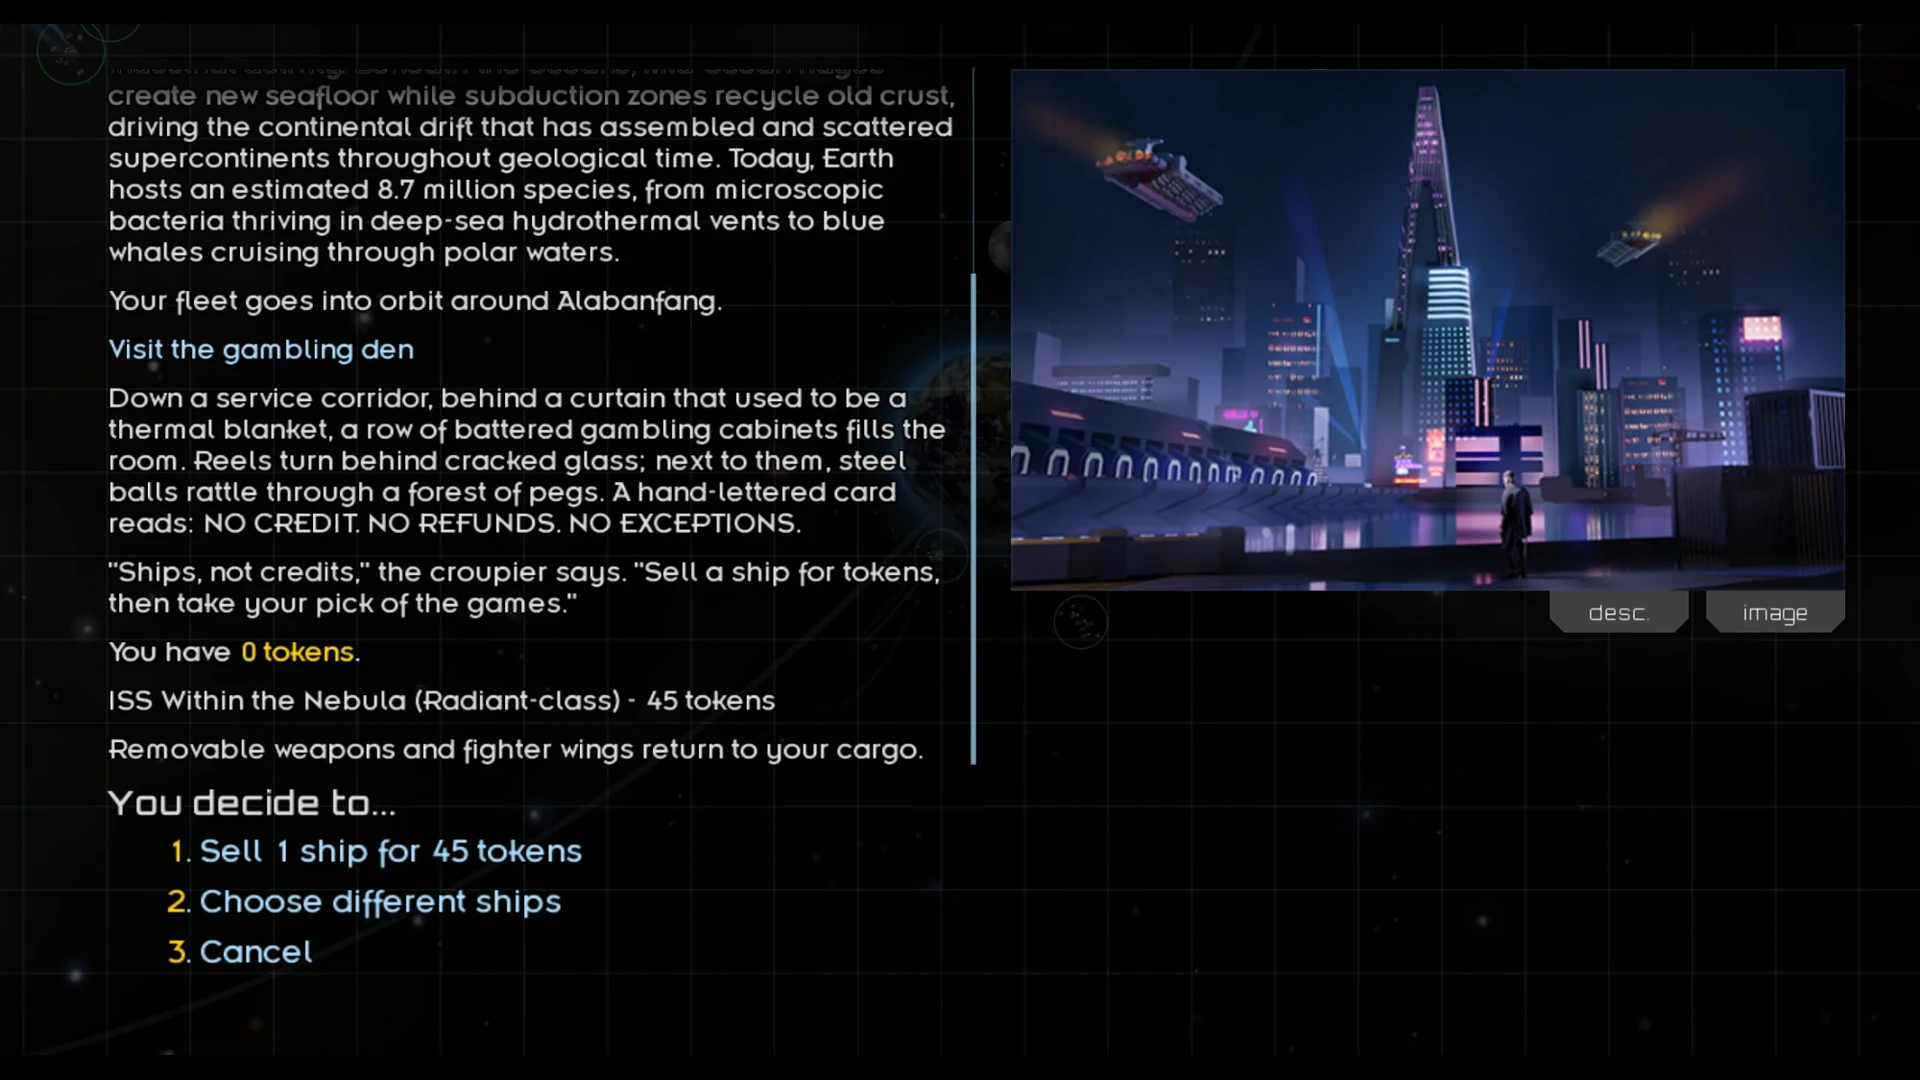 create new seafloor while subduction zones recycle old crust,
driving the continental drift that has assembled and scattered
supercontinents throughout geological time. Today, Earth
hosts an estimated 8.7 million species, from microscopic
bacteria thriving in deep-sea hydrothermal vents to blue
whales cruising through polar waters.
Your fleet goes into orbit around Alabanfang.
Visit the gambling den
Down a service corridor, behind a curtain that used to be a
thermal blanket, a row of battered gambling cabinets fills the
room. Reels turn behind cracked glass; next to them, steel
balls rattle through a forest of pegs. A hand-lettered card
reads: NO CREDIT. NO REFUNDS. NO EXCEPTIONS.
"Ships, not credits," the croupier says. "Sell a ship for tokens,
then take your pick of the games."
You have 0 tokens.
ISS Within the Nebula (Radiant-class) - 45 tokens
Removable weapons and fighter wings return to your cargo.
You decide to...
1. Sell 1 ship for 45 tokens
2. Choose different ships
3. Cancel
desc.
image